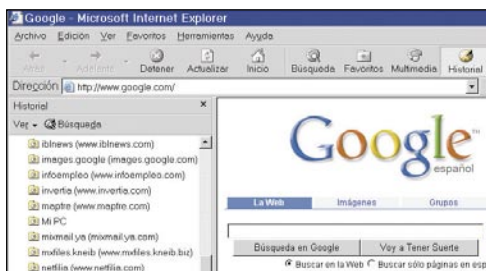 Google - Microsoft Internet Explorer
Archivo Edición Ver Favoritos Herramientas Ayuda
Atrás Adelante Detener Actualizar Inicio Búsqueda Favoritos Multimedia Historial
Dirección http://www.google.com/
Historial ×
Ver Búsqueda
iblnews (www.iblnews.com)
images.google (images.google.com)
infoempleo (www.infoempleo.com)
invertia (www.invertia.com)
mapfre (www.mapfre.com)
Mi PC
mixmail.ya (mixmail.ya.com)
mxfiles.kneib (www.mxfiles.kneib.biz)
netfilia (www.netfilia.com)
Google
español
La Web Imágenes Grupos
Búsqueda en Google Voy a Tener Suerte
Buscar en la Web Buscar sólo páginas en esp